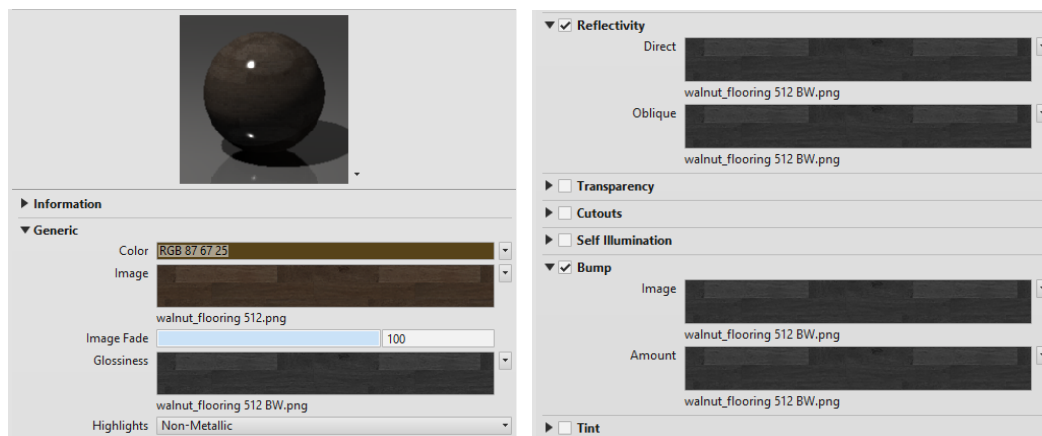 Information
Generic
Color RGB 87 67 25
Image
walnut_flooring 512.png
Image Fade 100
Glossiness
walnut_flooring 512 BW.png
Highlights Non-Metallic
Reflectivity
Direct
walnut_flooring 512 BW.png
Oblique
walnut_flooring 512 BW.png
Transparency
Cutouts
Self Illumination
Bump
Image
walnut_flooring 512 BW.png
Amount
walnut_flooring 512 BW.png
Tint